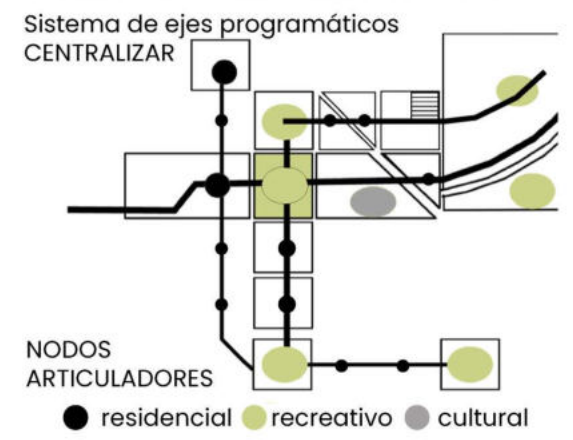 Sistema de ejes programáticos
CENTRALIZAR
NODOS
ARTICULADORES
residencial recreativo cultural